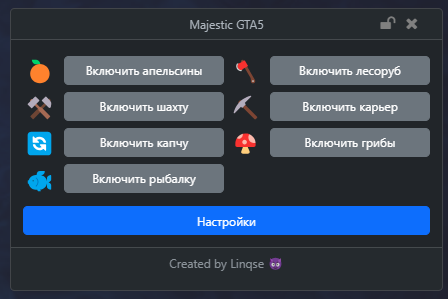 Majestic GTA5
Включить апельсины
Включить лесоруб
Включить шахту
Включить карьер
Включить капчу
Включить грибы
Включить рыбалку
Настройки
Created by Linqse 😈